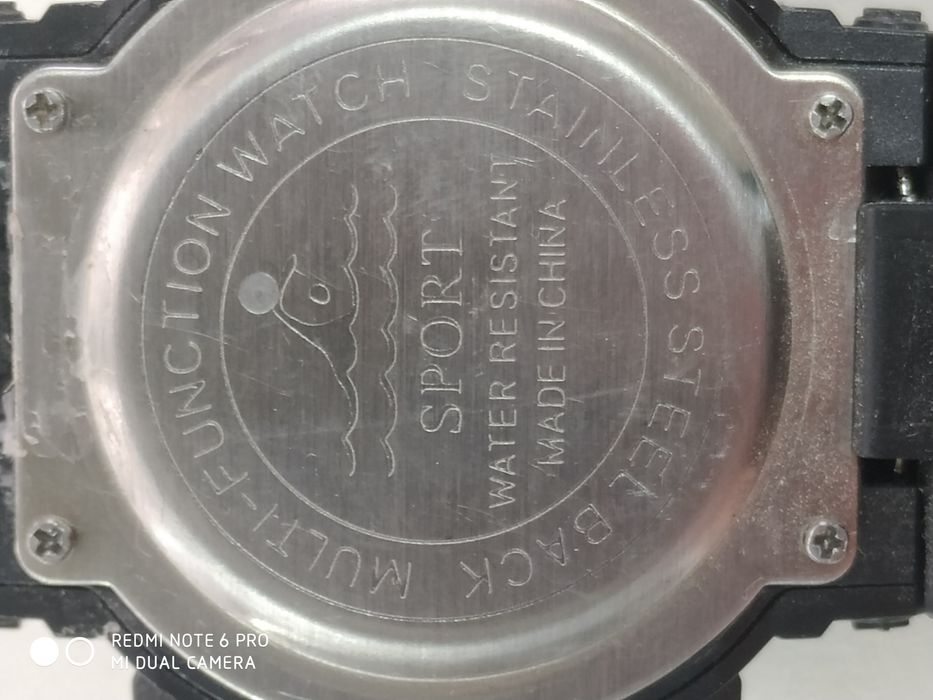 MULTI-FUNCTION WATCH STAINLESS STEEL BACK
SPORT
WATER RESISTANT
MADE IN CHINA
REDMI NOTE 6 PRO
MI DUAL CAMERA